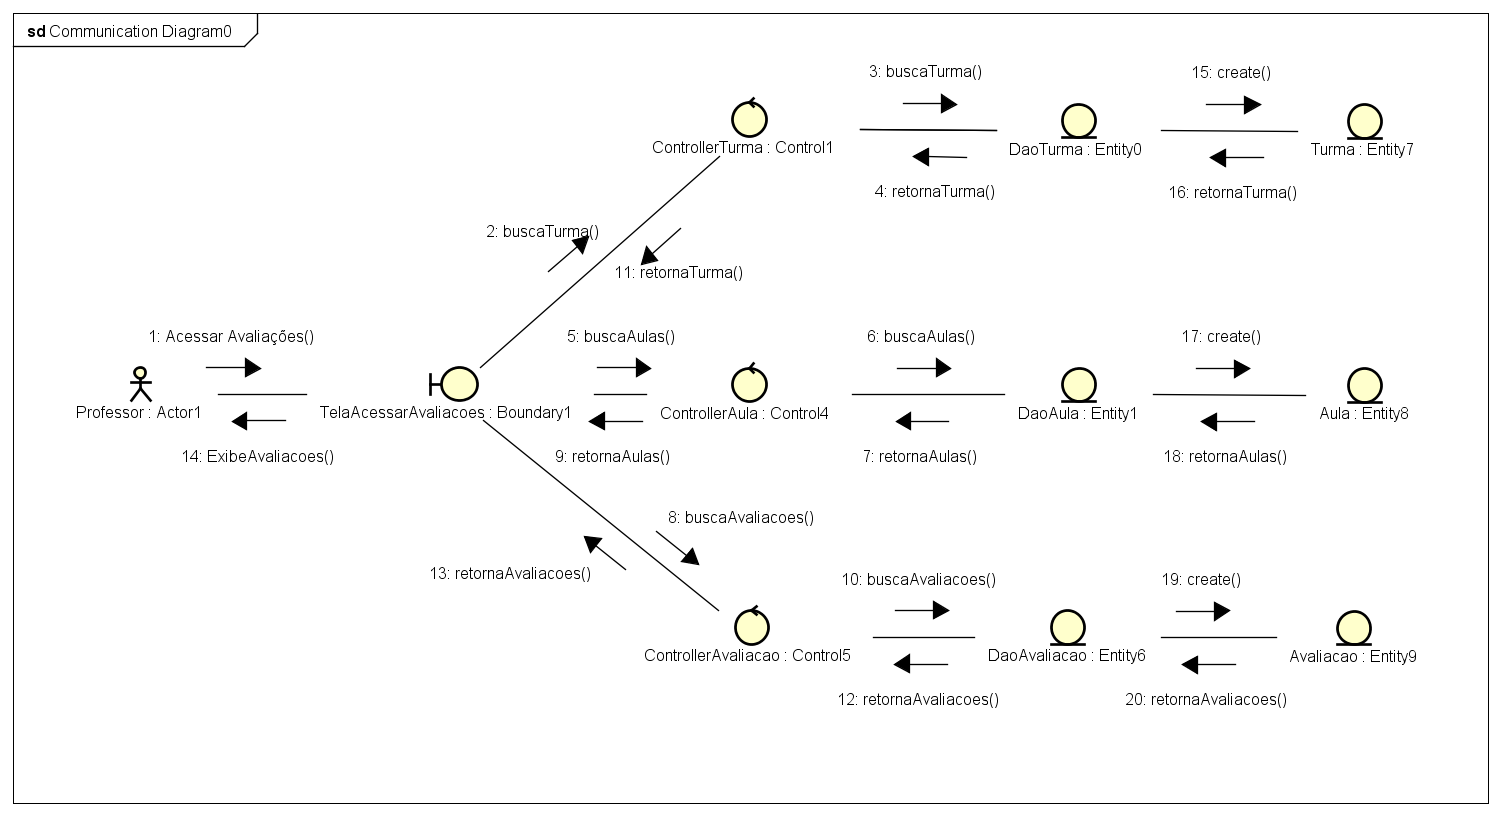 sd Communication Diagram0
3: buscaTurma()
15: create()
ControllerTurma : Control1
DaoTurma : Entity0
Turma : Entity7
4: retornaTurma()
16: retornaTurma()
2: buscaTurma()
11: retornaTurma()
1: Acessar Avaliações()
5: buscaAulas()
6: buscaAulas()
17: create()
Professor : Actor1
TelaAcessarAvaliacoes : Boundary1
ControllerAula : Control4
DaoAula : Entity1
Aula : Entity8
14: ExibeAvaliacoes()
9: retornaAulas()
7: retornaAulas()
18: retornaAulas()
8: buscaAvaliacoes()
13: retornaAvaliacoes()
10: buscaAvaliacoes()
19: create()
ControllerAvaliacao : Control5
DaoAvaliacao : Entity6
Avaliacao : Entity9
12: retornaAvaliacoes()
20: retornaAvaliacoes()